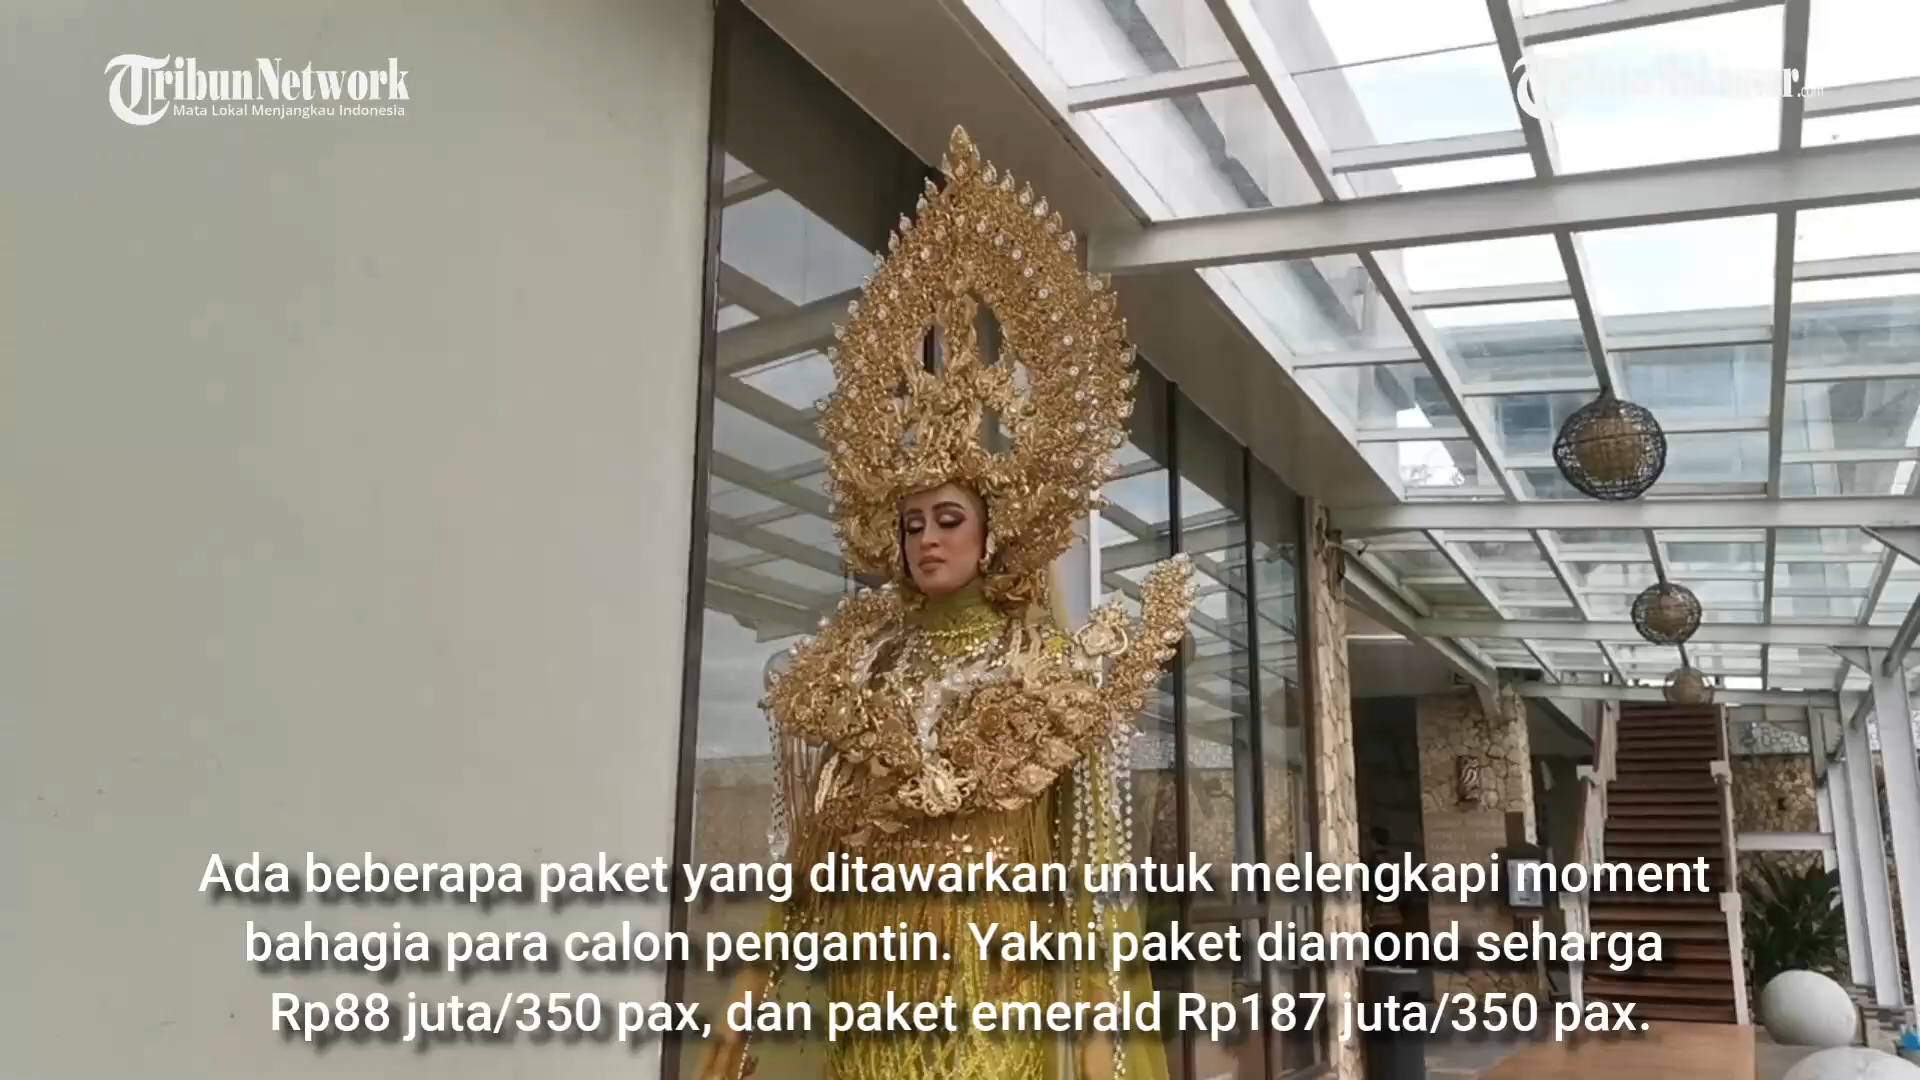 TribunNetwork
Mata Lokal Menjangkau Indonesia
.com
Ada beberapa paket yang ditawarkan untuk melengkapi moment
bahagia para calon pengantin. Yakni paket diamond seharga
Rp88 juta/350 pax, dan paket emerald Rp187 juta/350 pax.